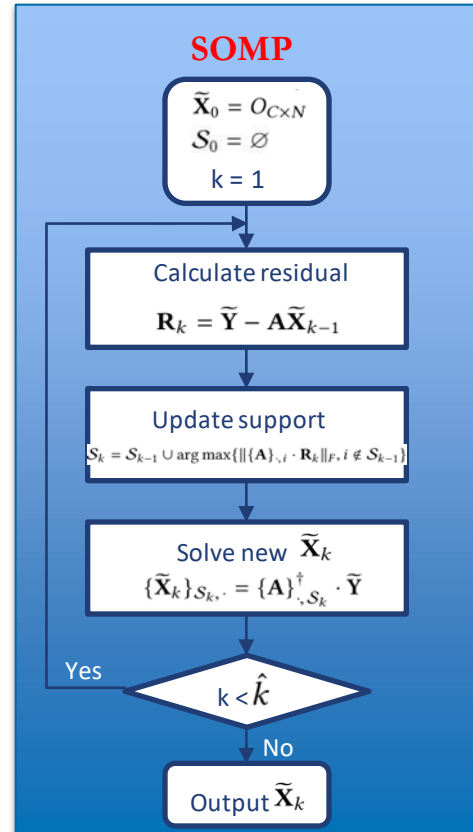 SOMP
X̃₀ = O_{C×N}
𝒮₀ = ∅
k = 1
Calculate residual
R_k = Ỹ − AX̃_{k−1}
Update support
𝒮_k = 𝒮_{k−1} ∪ arg max{‖{A}_{·,i} · R_k‖_F, i ∉ 𝒮_{k−1}}
Solve new X̃_k
{X̃_k}_{𝒮_k,·} = {A}†_{·,𝒮_k} · Ỹ
Yes
k < k̂
No
Output X̃_k